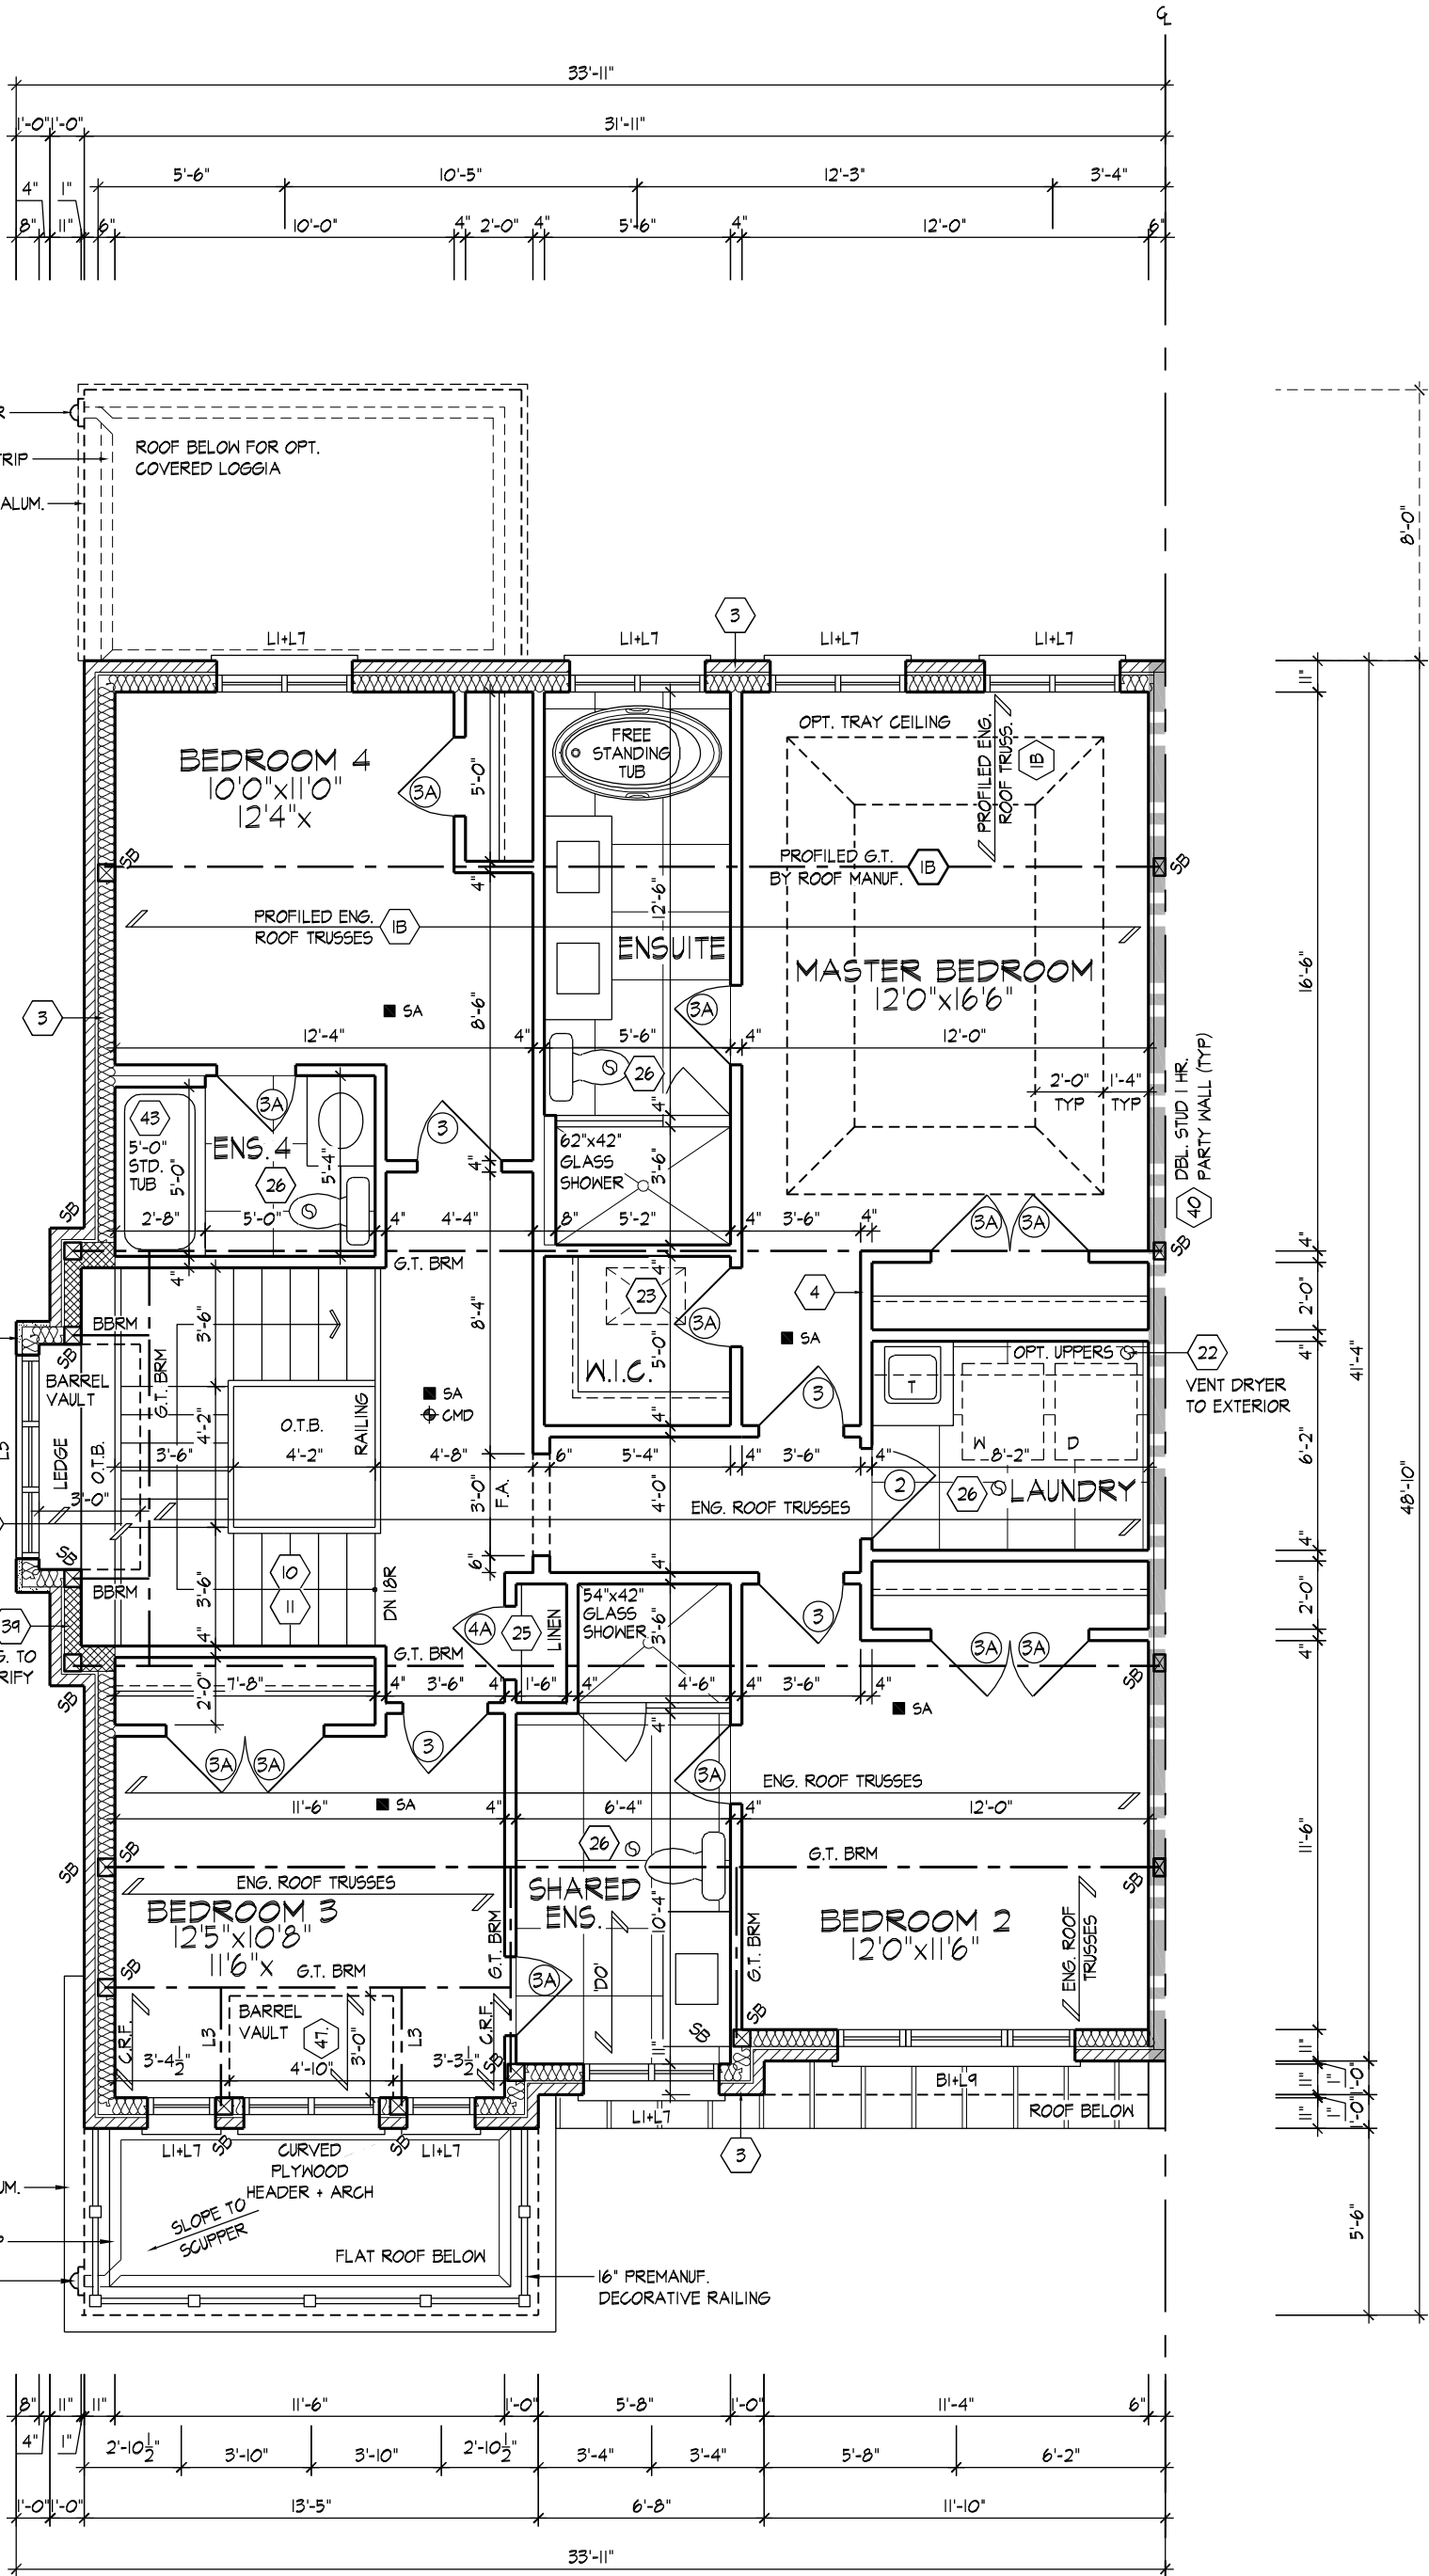 ℄
33'-11"
1'-0" 1'-0" 31'-11"
5'-6" 10'-5" 12'-3" 3'-4"
4" 1"
8" 11" 6" 10'-0" 4" 2'-0" 4" 5'-6" 4" 12'-0" 6"
TRIP
ALUM.
ROOF BELOW FOR OPT.
COVERED LOGGIA
8'-0"
3
L1+L7 L1+L7 L1+L7 L1+L7
11"
BEDROOM 4
10'0"x11'0"
12'4"x
3A
5'-0"
FREE
STANDING
TUB
OPT. TRAY CEILING
PROFILED ENG.
ROOF TRUSS.
1B
SB
4"
12'-6"
PROFILED G.T.
BY ROOF MANUF.
1B
SB
PROFILED ENG.
ROOF TRUSSES
1B
ENSUITE
MASTER BEDROOM
12'0"x16'6"
16'-6"
3
SA
8'-6"
3A
12'-4" 4" 5'-6" 4" 12'-0"
26
2'-0" 1'-4"
TYP TYP
DBL. STUD 1 HR.
PARTY WALL (TYP)
40
43
5'-0"
STD.
TUB
5'-0"
3A
ENS. 4
5'-4"
26
3
4"
4"
62"x42"
GLASS
SHOWER
3'-6"
2'-8" 5'-0" 4" 4'-4" 8" 5'-2" 4" 3'-6" 4"
3A 3A
SB
SB
G.T. BRM
4"
4"
4"
3'-6"
8'-4"
23
3A
5'-0"
W.I.C.
4
SA
2'-0"
BBRM
SB
BARREL
VAULT
G.T. BRM
SA
CMD
4"
OPT. UPPERS
22
VENT DRYER
TO EXTERIOR
4"
41'-4"
T
3
LEDGE
O.T.B.
4'-2"
O.T.B.
RAILING
3'-6" 4'-2" 4'-8" 6" 5'-4" 4" 3'-6" 4" 8'-2"
W D
6'-2"
3'-0"
3'-0"
F.A.
4'-0"
2
26
LAUNDRY
48'-10"
ENG. ROOF TRUSSES
SB
BBRM
10
11
3'-6"
DN 18R
6"
4"
4"
39
G. TO
RIFY
4"
4A
25
LINEN
54"x42"
GLASS
SHOWER
3'-6"
3
2'-0"
4"
G.T. BRM
3A 3A
SB
SB
2'-0"
7'-8" 4" 3'-6" 4" 1'-6" 4" 4'-6" 4" 3'-6" 4"
SA
4"
3
3A 3A
3A
ENG. ROOF TRUSSES
SA
11'-6" 4" 6'-4" 4" 12'-0"
26
11'-6"
SB
SB
G.T. BRM
SB
ENG. ROOF TRUSSES
BEDROOM 3
12'5"x10'8"
11'6"x
SHARED
ENS.
10'-4"
BEDROOM 2
12'0"x11'6"
G.T. BRM
G.T. BRM
ENG. ROOF
TRUSSES
SB
G.T. BRM
3A
'DO'
C.R.F.
L3
BARREL
VAULT
47.
3'-0"
L3
C.R.F.
3'-4½" 4'-10" 3'-3½"
SB
SB
SB
11"
11"
B1+L9
ROOF BELOW
11" 1" 1'-0"
11" 1" 1'-0"
L1+L7
3
L1+L7
SB
CURVED
PLYWOOD
HEADER + ARCH
SB
L1+L7
UM.
SLOPE TO
SCUPPER
FLAT ROOF BELOW
5'-6"
16" PREMANUF.
DECORATIVE RAILING
8" 11" 11" 11'-6" 1'-0" 5'-8" 1'-0" 11'-4" 6"
4" 1" 2'-10½" 3'-10" 3'-10" 2'-10½" 3'-4" 3'-4" 5'-8" 6'-2"
1'-0" 1'-0" 13'-5" 6'-8" 11'-10"
33'-11"